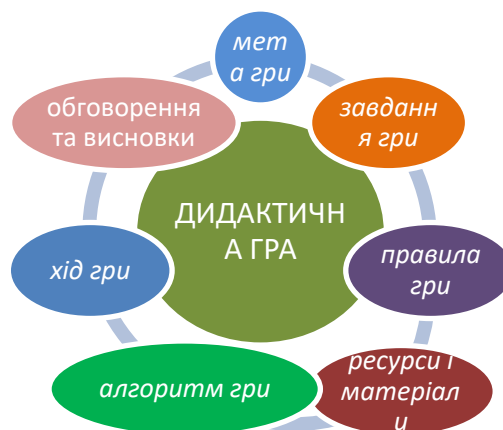 мет
а гри
завданн
я гри
правила
гри
ресурси і
матеріал
и
алгоритм гри
хід гри
обговорення
та висновки
ДИДАКТИЧН
А ГРА